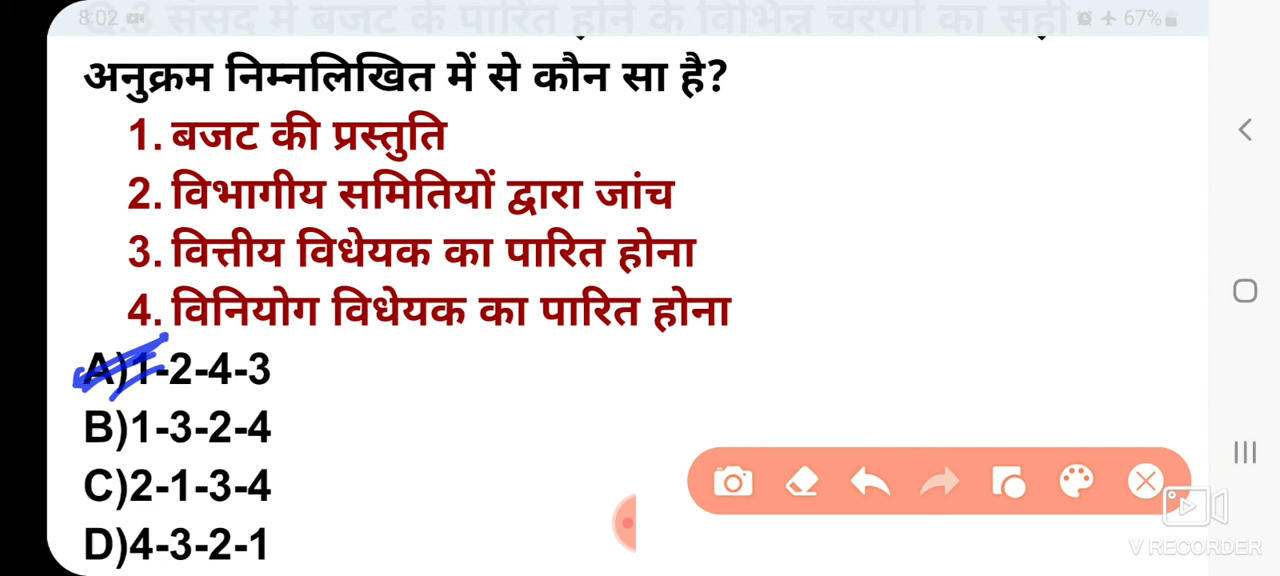 8:02 67%
Q.3 संसद में बजट के पारित होने के विभिन्न चरणों का सही
अनुक्रम निम्नलिखित में से कौन सा है?
1. बजट की प्रस्तुति
2. विभागीय समितियों द्वारा जांच
3. वित्तीय विधेयक का पारित होना
4. विनियोग विधेयक का पारित होना
A)1-2-4-3
B)1-3-2-4
C)2-1-3-4
D)4-3-2-1
V RECORDER